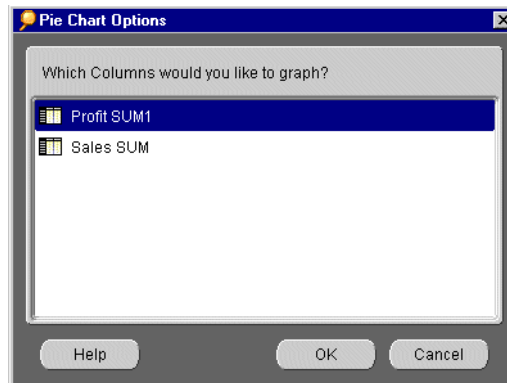 Pie Chart Options
Which Columns would you like to graph?
Profit SUM1
Sales SUM
Help OK Cancel